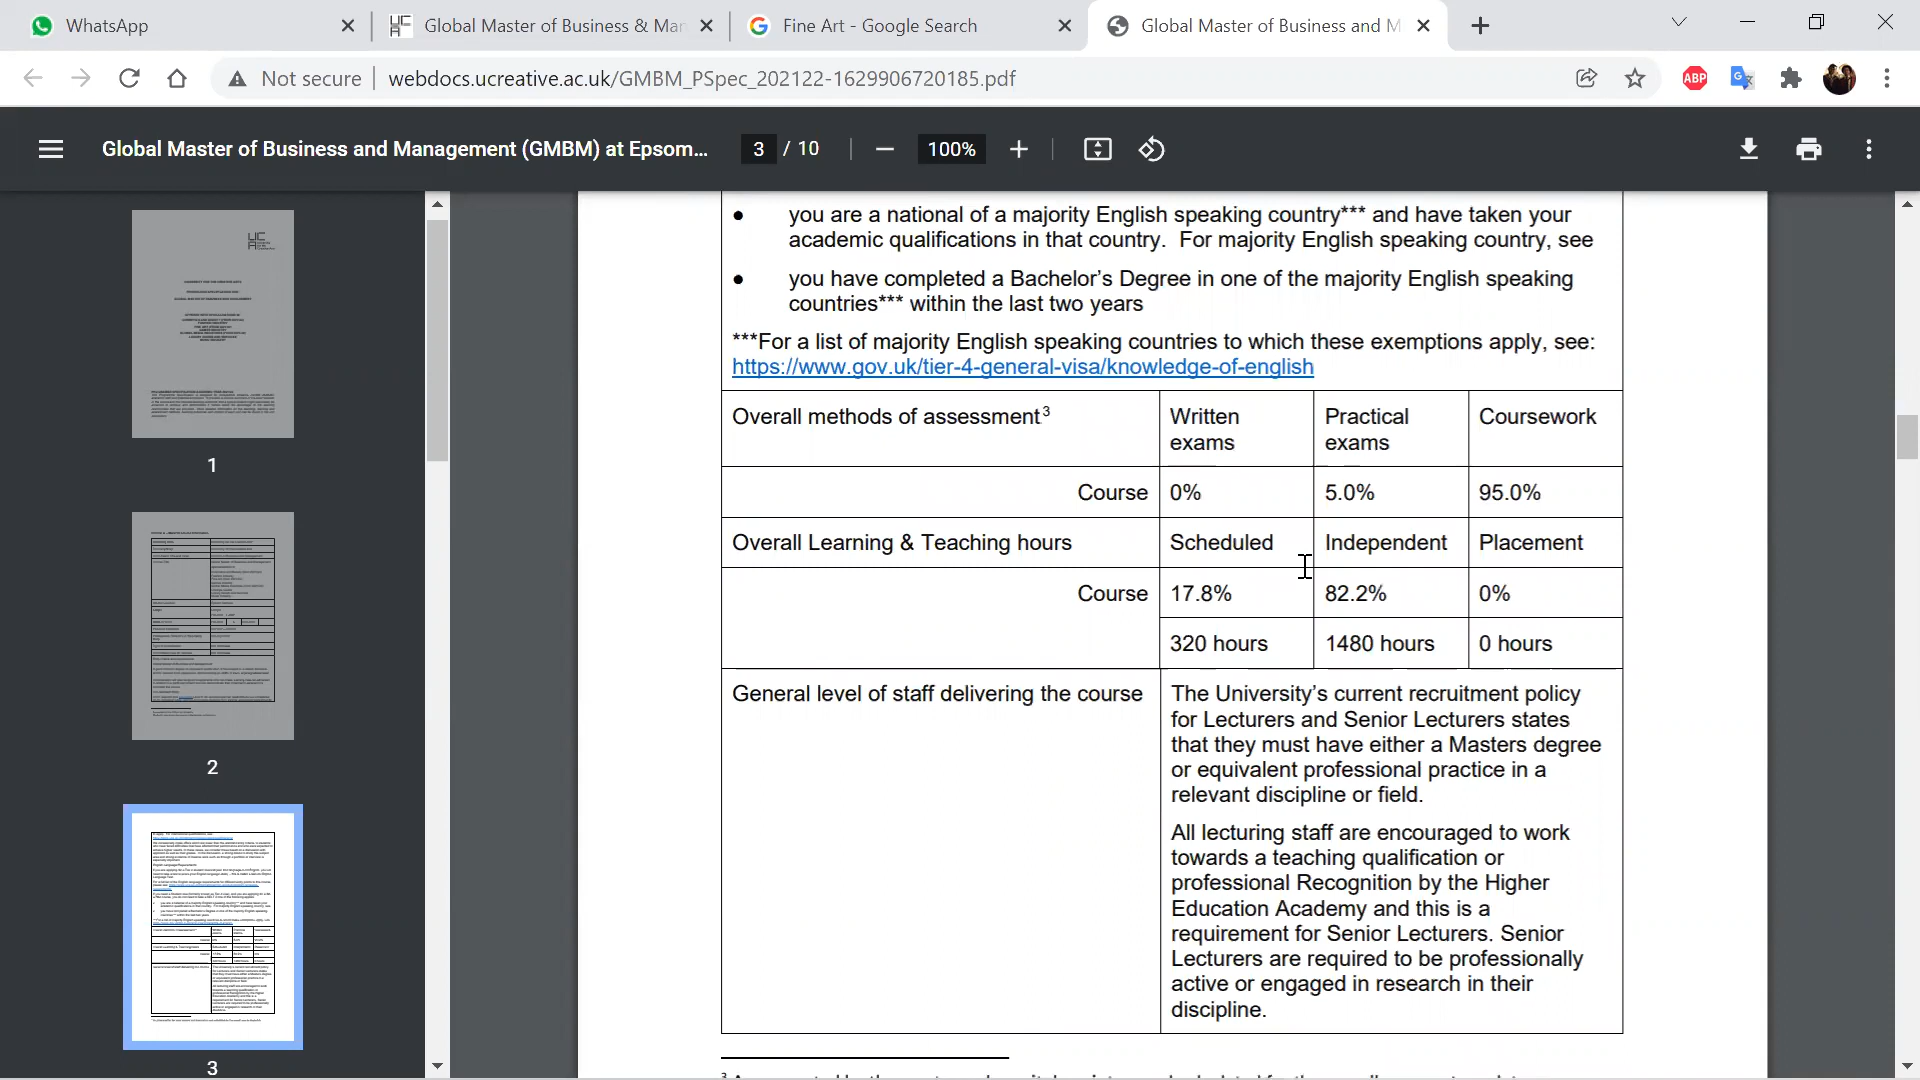 WhatsApp
Global Master of Business & Man
Fine Art - Google Search
Global Master of Business and M
Not secure
webdocs.ucreative.ac.uk/GMBM_PSpec_202122-1629906720185.pdf
ABP
Global Master of Business and Management (GMBM) at Epsom...
3 / 10
100%
1
2
3
• you are a national of a majority English speaking country*** and have taken your
academic qualifications in that country. For majority English speaking country, see
• you have completed a Bachelor’s Degree in one of the majority English speaking
countries*** within the last two years
***For a list of majority English speaking countries to which these exemptions apply, see:
https://www.gov.uk/tier-4-general-visa/knowledge-of-english
Overall methods of assessment3 Written exams Practical exams Coursework
Course 0% 5.0% 95.0%
Overall Learning & Teaching hours Scheduled Independent Placement
Course 17.8% 82.2% 0%
320 hours 1480 hours 0 hours
General level of staff delivering the course
The University’s current recruitment policy
for Lecturers and Senior Lecturers states
that they must have either a Masters degree
or equivalent professional practice in a
relevant discipline or field.
All lecturing staff are encouraged to work
towards a teaching qualification or
professional Recognition by the Higher
Education Academy and this is a
requirement for Senior Lecturers. Senior
Lecturers are required to be professionally
active or engaged in research in their
discipline.